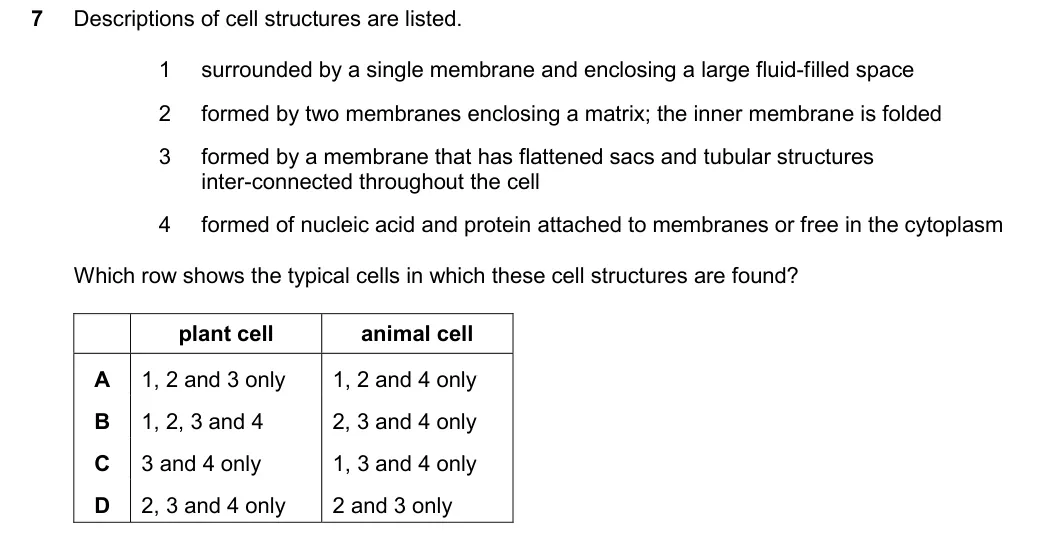 7 Descriptions of cell structures are listed.
1 surrounded by a single membrane and enclosing a large fluid-filled space
2 formed by two membranes enclosing a matrix; the inner membrane is folded
3 formed by a membrane that has flattened sacs and tubular structures
inter-connected throughout the cell
4 formed of nucleic acid and protein attached to membranes or free in the cytoplasm
Which row shows the typical cells in which these cell structures are found?
plant cell animal cell
A 1, 2 and 3 only 1, 2 and 4 only
B 1, 2, 3 and 4 2, 3 and 4 only
C 3 and 4 only 1, 3 and 4 only
D 2, 3 and 4 only 2 and 3 only